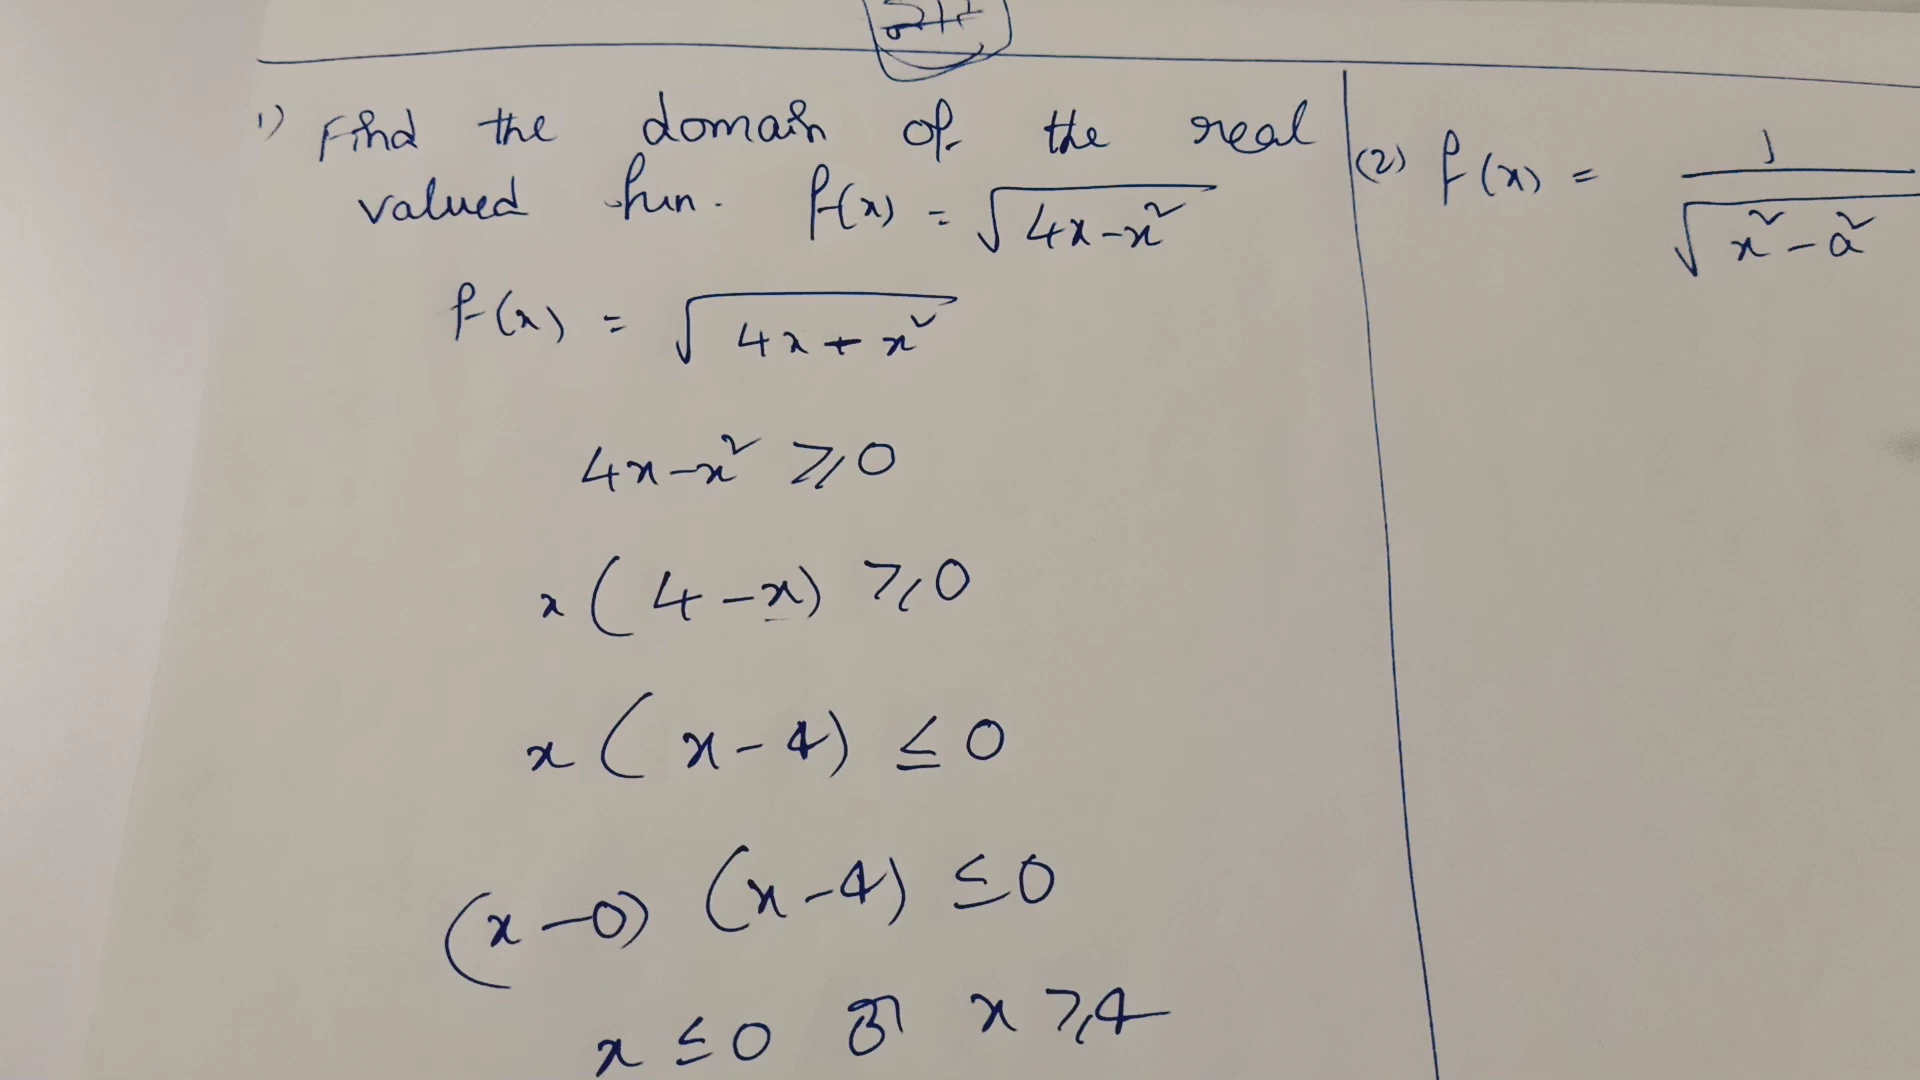 1) Find the domain of the real
valued fun. f(x) = √4x-x²
f(x) = √4x+x²
4x-x² ≥0
x(4-x) ≥0
x(x-4) ≤0
(x-0) (x-4) ≤0
x≤0 or x≥4
(2) f(x) = 1/√x²-a²